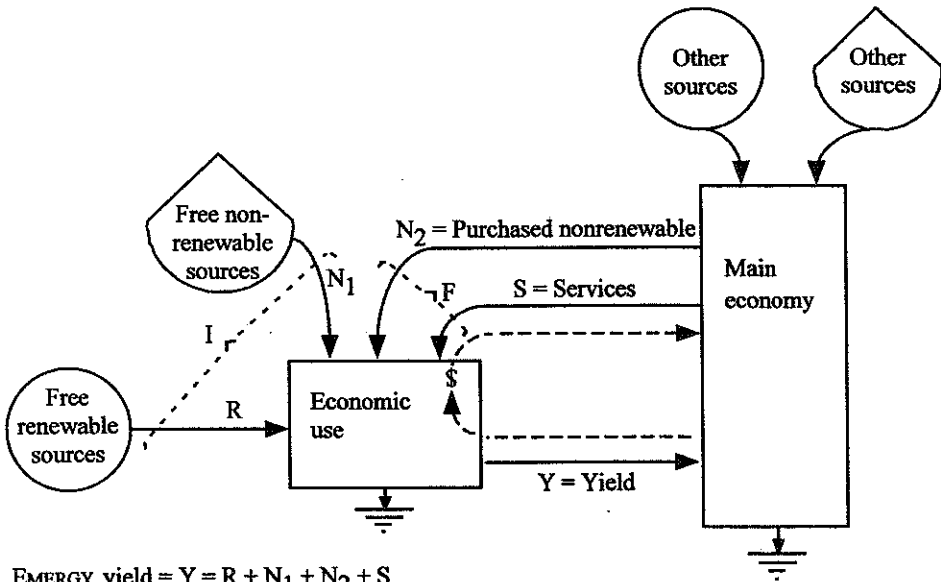 Other
sources
Other
sources
Free non-
renewable
sources
N2 = Purchased nonrenewable
Main
economy
N1
F
S = Services
I
$
Free
renewable
sources
R
Economic
use
Y = Yield
EMERGY yield = Y = R + N1 + N2 + S